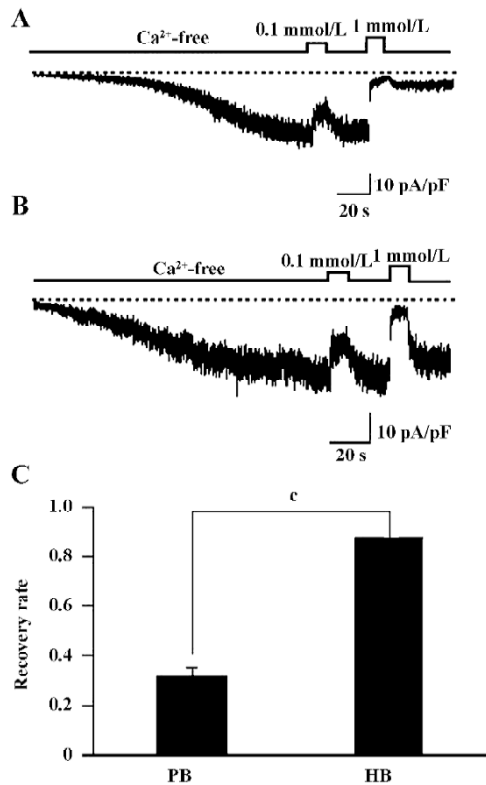 A
Ca²⁺-free
0.1 mmol/L
1 mmol/L
10 pA/pF
20 s
B
Ca²⁺-free
0.1 mmol/L
1 mmol/L
10 pA/pF
20 s
C
c
1.0
0.8
0.6
0.4
0.2
0
Recovery rate
PB
HB